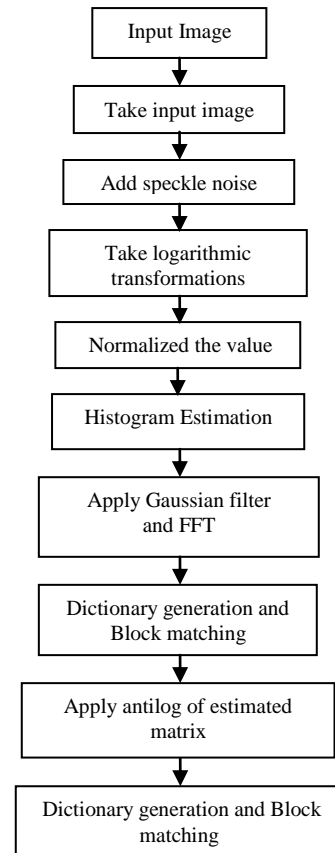 Input Image
Take input image
Add speckle noise
Take logarithmic
transformations
Normalized the value
Histogram Estimation
Apply Gaussian filter
and FFT
Dictionary generation and
Block matching
Apply antilog of estimated
matrix
Dictionary generation and Block
matching